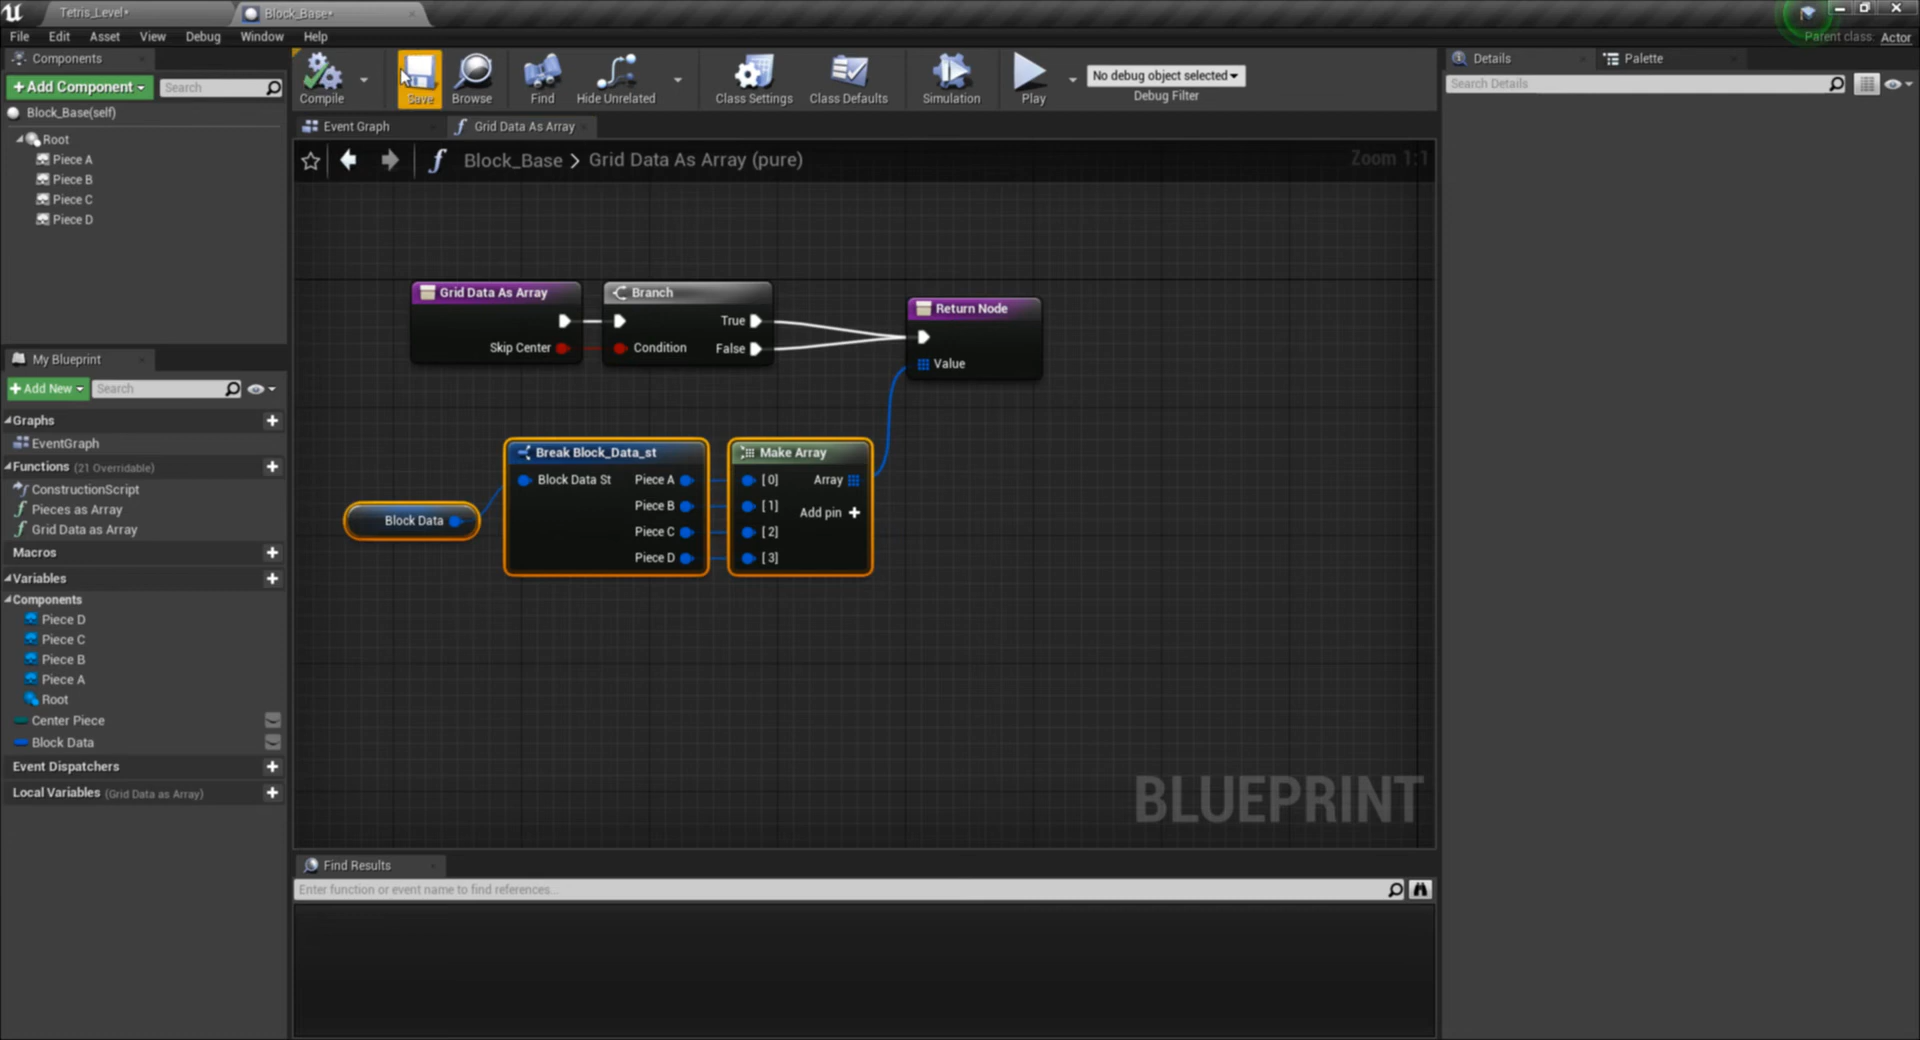 Tetris_Level*
Block_Base*
File Edit Asset View Debug Window Help
Parent class: Actor
Components
+Add Component
Search
Block_Base(self)
Root
Piece A
Piece B
Piece C
Piece D
Compile
Save
Browse
Find
Hide Unrelated
Class Settings
Class Defaults
Simulation
Play
No debug object selected
Debug Filter
Details
Palette
Search Details
Event Graph
Grid Data As Array
Block_Base > Grid Data As Array (pure)
Zoom 1:1
Grid Data As Array
Skip Center
Branch
True
Condition
False
Return Node
Value
Block Data
Break Block_Data_st
Block Data St
Piece A
Piece B
Piece C
Piece D
Make Array
[0]
Array
[1]
Add pin +
[2]
[3]
BLUEPRINT
My Blueprint
+Add New
Search
Graphs
EventGraph
Functions (21 Overridable)
ConstructionScript
Pieces as Array
Grid Data as Array
Macros
Variables
Components
Piece D
Piece C
Piece B
Piece A
Root
Center Piece
Block Data
Event Dispatchers
Local Variables (Grid Data as Array)
Find Results
Enter function or event name to find references...